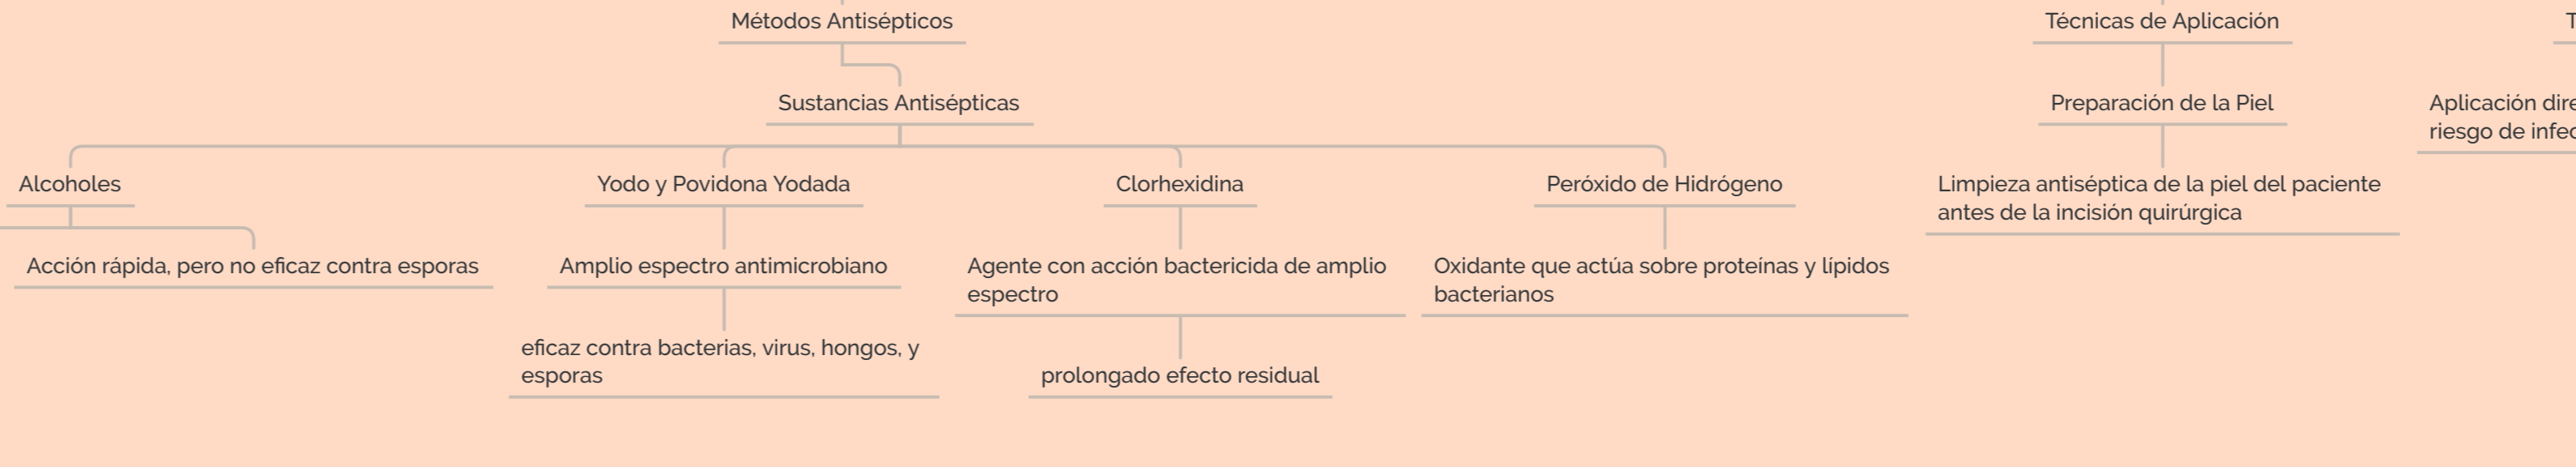 Métodos Antisépticos
Técnicas de Aplicación
Sustancias Antisépticas
Preparación de la Piel
Aplicación
riesgo de
Alcoholes
Yodo y Povidona Yodada
Clorhexidina
Peróxido de Hidrógeno
Limpieza antiséptica de la piel del paciente
antes de la incisión quirúrgica
Acción rápida, pero no eficaz contra esporas
Amplio espectro antimicrobiano
Agente con acción bactericida de amplio
espectro
Oxidante que actúa sobre proteínas y lípidos
bacterianos
eficaz contra bacterias, virus, hongos, y
esporas
prolongado efecto residual